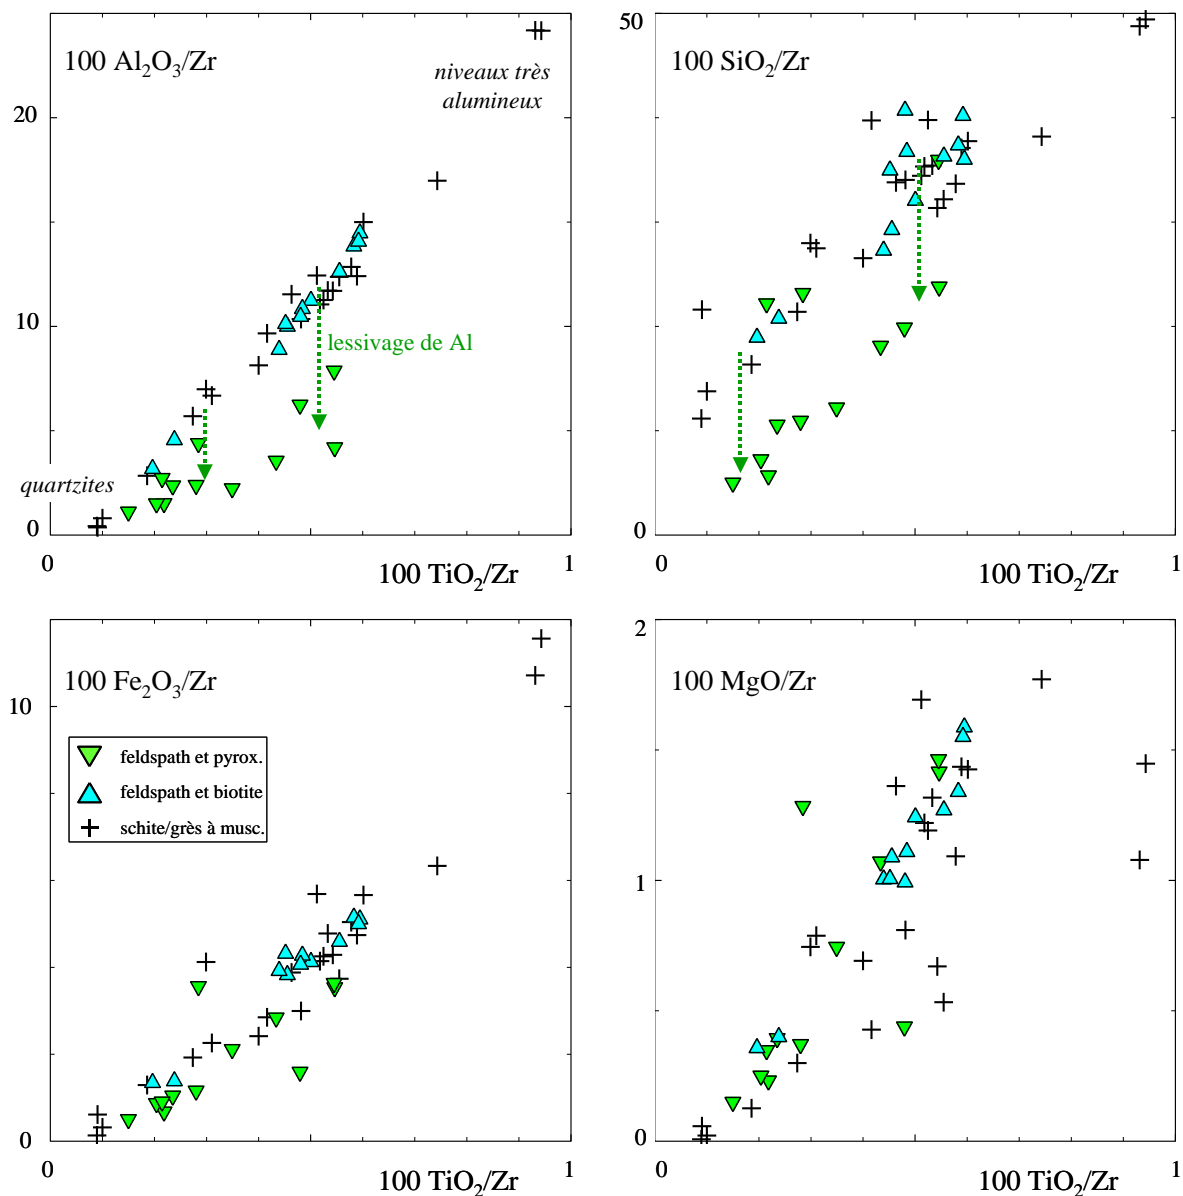 100 Al₂O₃/Zr
niveaux très
alumineux
20
10
lessivage de Al
quartzites
0
0
100 TiO₂/Zr
1
50
100 SiO₂/Zr
0
0
100 TiO₂/Zr
1
100 Fe₂O₃/Zr
10
feldspath et pyrox.
feldspath et biotite
schite/grès à musc.
0
0
100 TiO₂/Zr
1
2
100 MgO/Zr
1
0
0
100 TiO₂/Zr
1